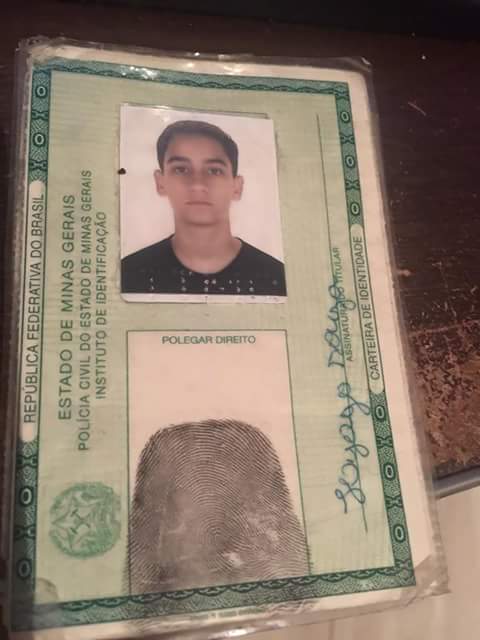 REPÚBLICA FEDERATIVA DO BRASIL
ESTADO DE MINAS GERAIS
POLÍCIA CIVIL DO ESTADO DE MINAS GERAIS
INSTITUTO DE IDENTIFICAÇÃO
POLEGAR DIREITO
ASSINATURA DO TITULAR
CARTEIRA DE IDENTIDADE